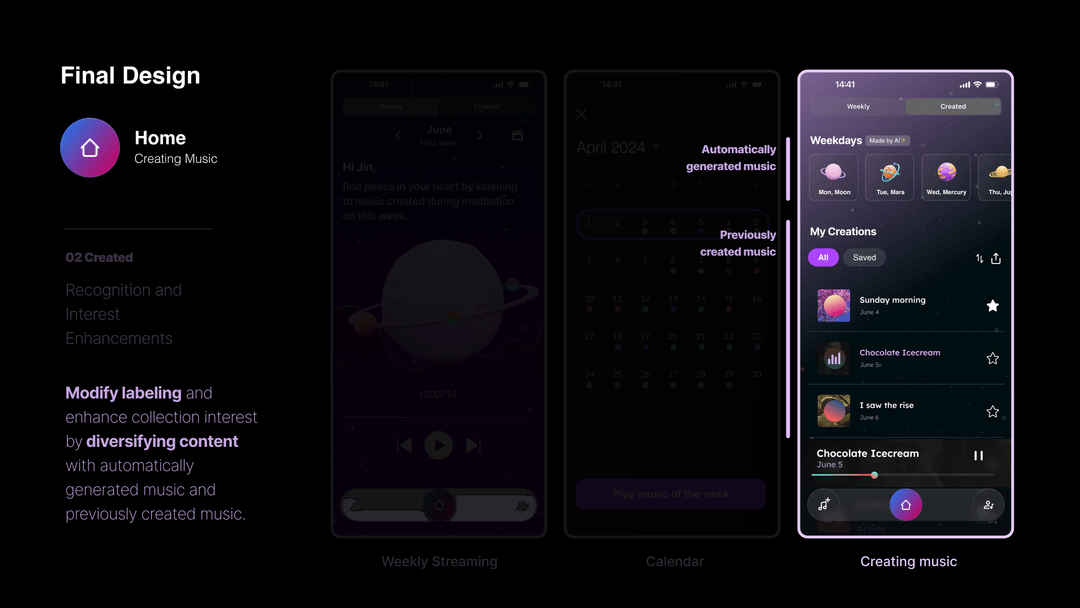 Final Design
Home
Creating Music
02 Created
Recognition and
Interest
Enhancements
Modify labeling and
enhance collection interest
by diversifying content
with automatically
generated music and
previously created music.
14:41
Weekly Created
June
First week
Hi Jin,
find peace in your heart by listening
to music created during meditation
on this week.
120BPM
Weekly Streaming
14:41
April 2024
1 2 3 4 5 1 2
3 4 5 6 7 8 9
10 11 12 13 14 15 16
17 18 19 20 21 22 23
24 25 26 27 28 29 30
Play music of the week
Calendar
Automatically
generated music
Previously
created music
14:41
Weekly Created
Weekdays Made by AI
Mon, Moon Tue, Mars Wed, Mercury Thu, Ju
My Creations
All Saved
Sunday morning
June 4
Chocolate Icecream
June 5
I saw the rise
June 6
Chocolate Icecream
June 5
Creating music